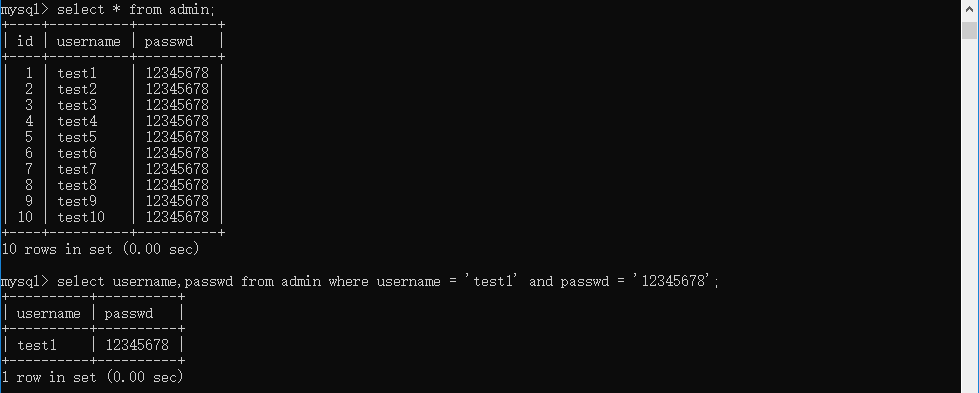 mysql> select * from admin;
+----+----------+----------+
| id | username | passwd   |
+----+----------+----------+
|  1 | test1    | 12345678 |
|  2 | test2    | 12345678 |
|  3 | test3    | 12345678 |
|  4 | test4    | 12345678 |
|  5 | test5    | 12345678 |
|  6 | test6    | 12345678 |
|  7 | test7    | 12345678 |
|  8 | test8    | 12345678 |
|  9 | test9    | 12345678 |
| 10 | test10   | 12345678 |
+----+----------+----------+
10 rows in set (0.00 sec)
mysql> select username,passwd from admin where username = 'test1' and passwd = '12345678';
+----------+----------+
| username | passwd   |
+----------+----------+
| test1    | 12345678 |
+----------+----------+
1 row in set (0.00 sec)